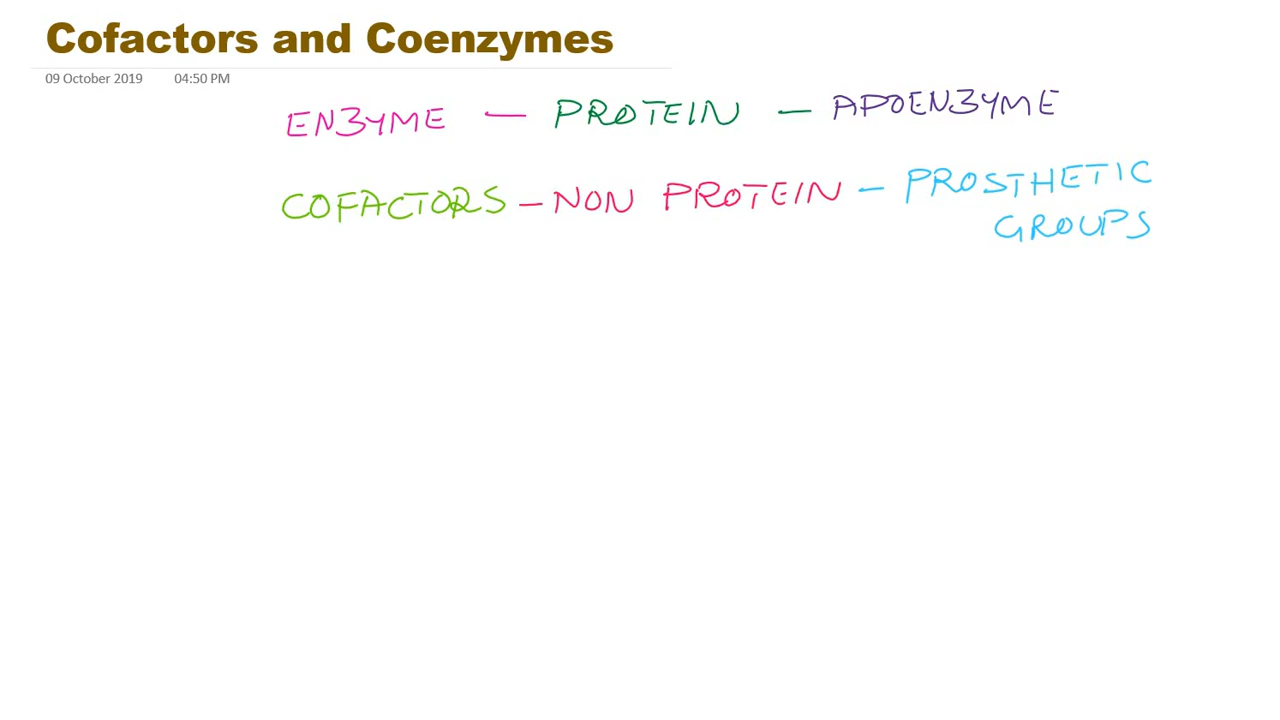 Cofactors and Coenzymes
09 October 2019 04:50 PM
ENZYME — PROTEIN — APOENZYME
COFACTORS — NON PROTEIN — PROSTHETIC
GROUPS